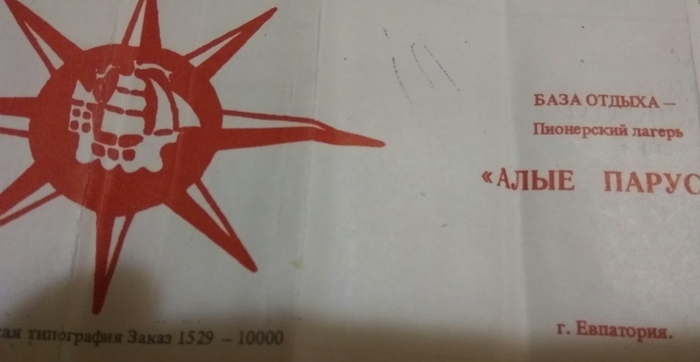 БАЗА ОТДЫХА –
Пионерский лагерь
«АЛЫЕ ПАРУС
ая типография Заказ 1529 – 10000
г. Евпатория.